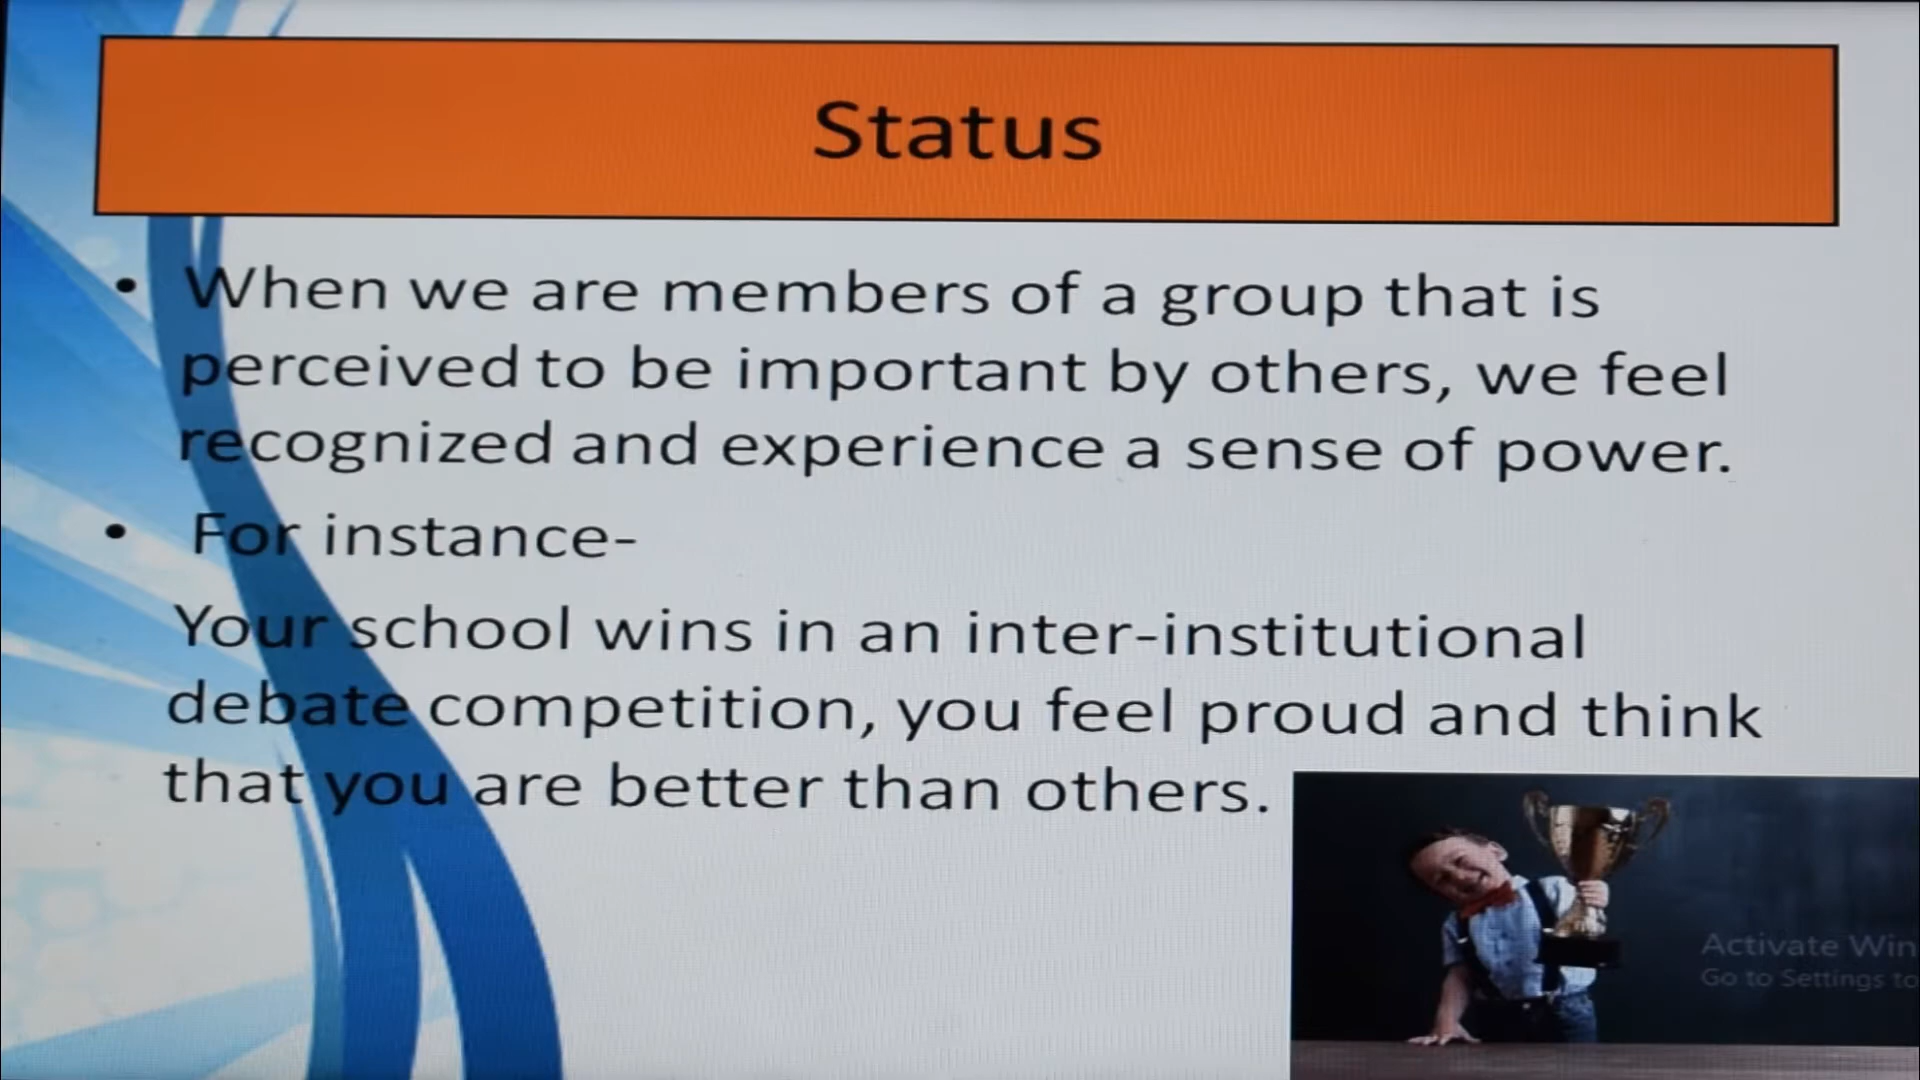 Status
• When we are members of a group that is
perceived to be important by others, we feel
recognized and experience a sense of power.
• For instance-
Your school wins in an inter-institutional
debate competition, you feel proud and think
that you are better than others.
Activate Win
Go to Settings to